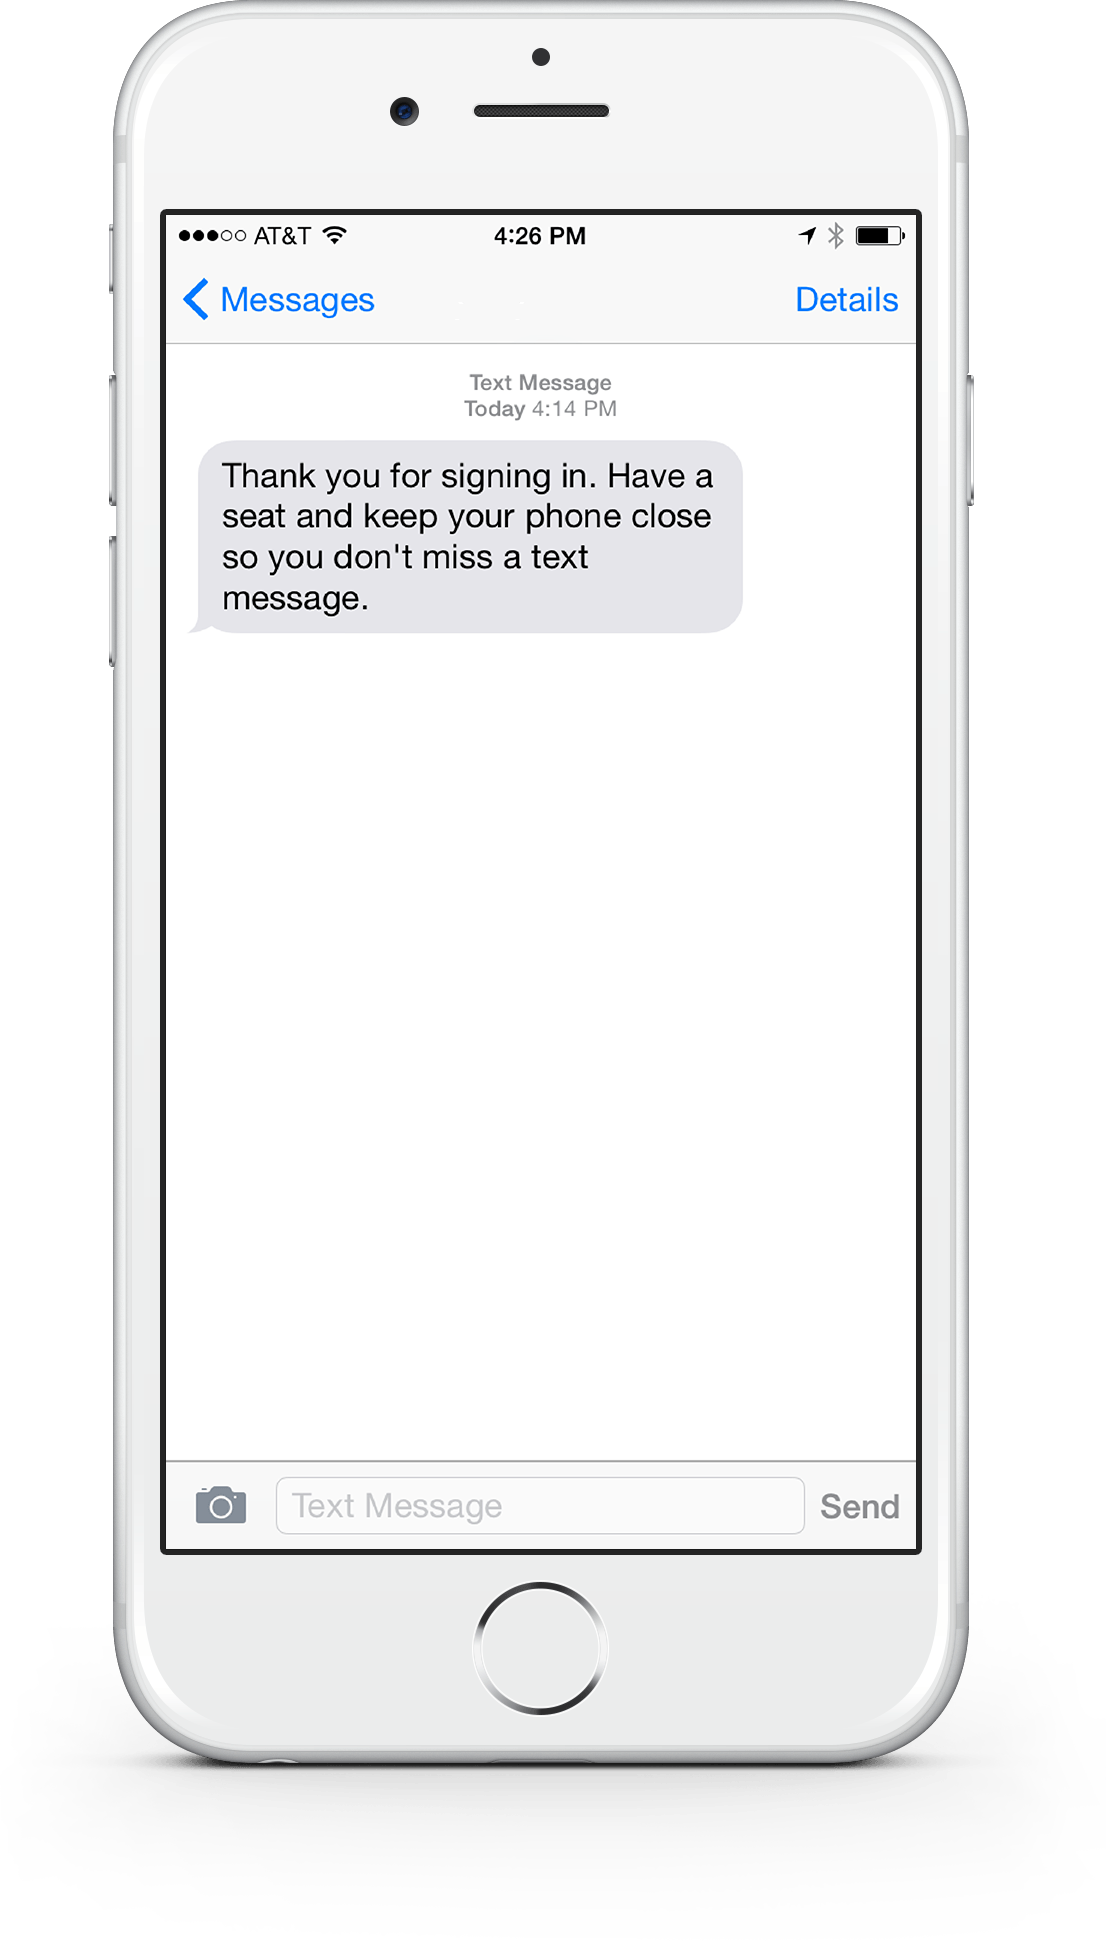 AT&T 4:26 PM
Messages Details
Text Message
Today 4:14 PM
Thank you for signing in. Have a
seat and keep your phone close
so you don't miss a text
message.
Text Message Send